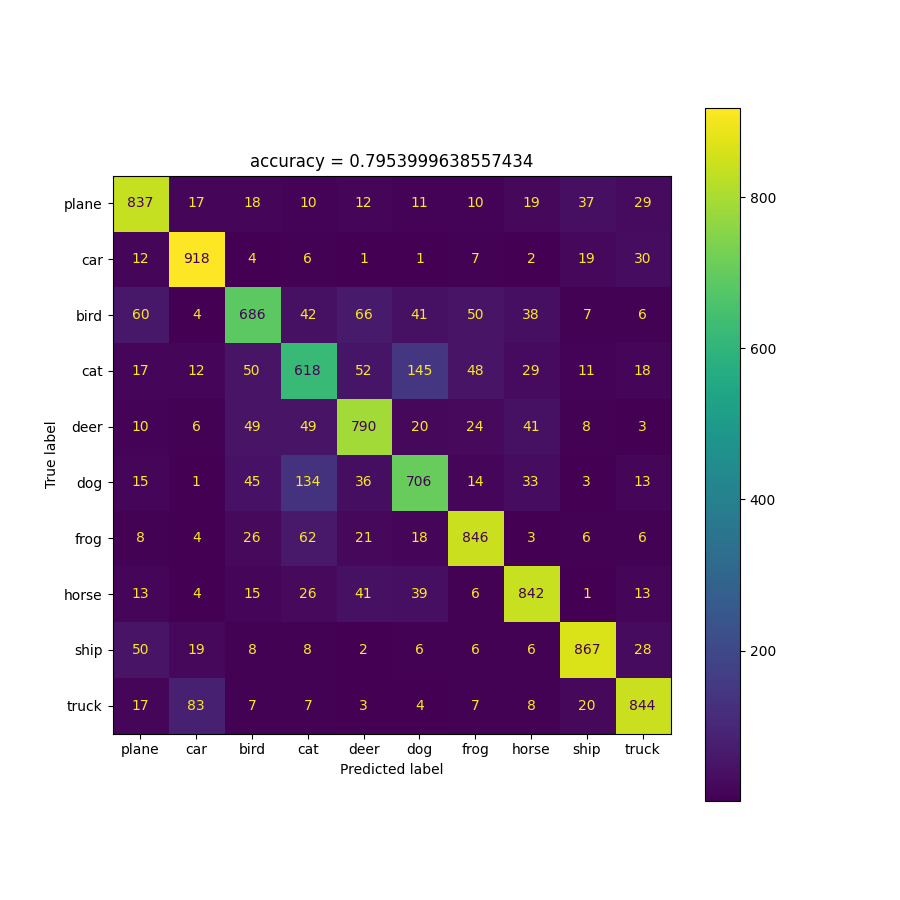 accuracy = 0.7953999638557434
plane 837 17 18 10 12 11 10 19 37 29
car 12 918 4 6 1 1 7 2 19 30
bird 60 4 686 42 66 41 50 38 7 6
cat 17 12 50 618 52 145 48 29 11 18
deer 10 6 49 49 790 20 24 41 8 3
dog 15 1 45 134 36 706 14 33 3 13
frog 8 4 26 62 21 18 846 3 6 6
horse 13 4 15 26 41 39 6 842 1 13
ship 50 19 8 8 2 6 6 6 867 28
truck 17 83 7 7 3 4 7 8 20 844
plane car bird cat deer dog frog horse ship truck
Predicted label
True label
800
600
400
200